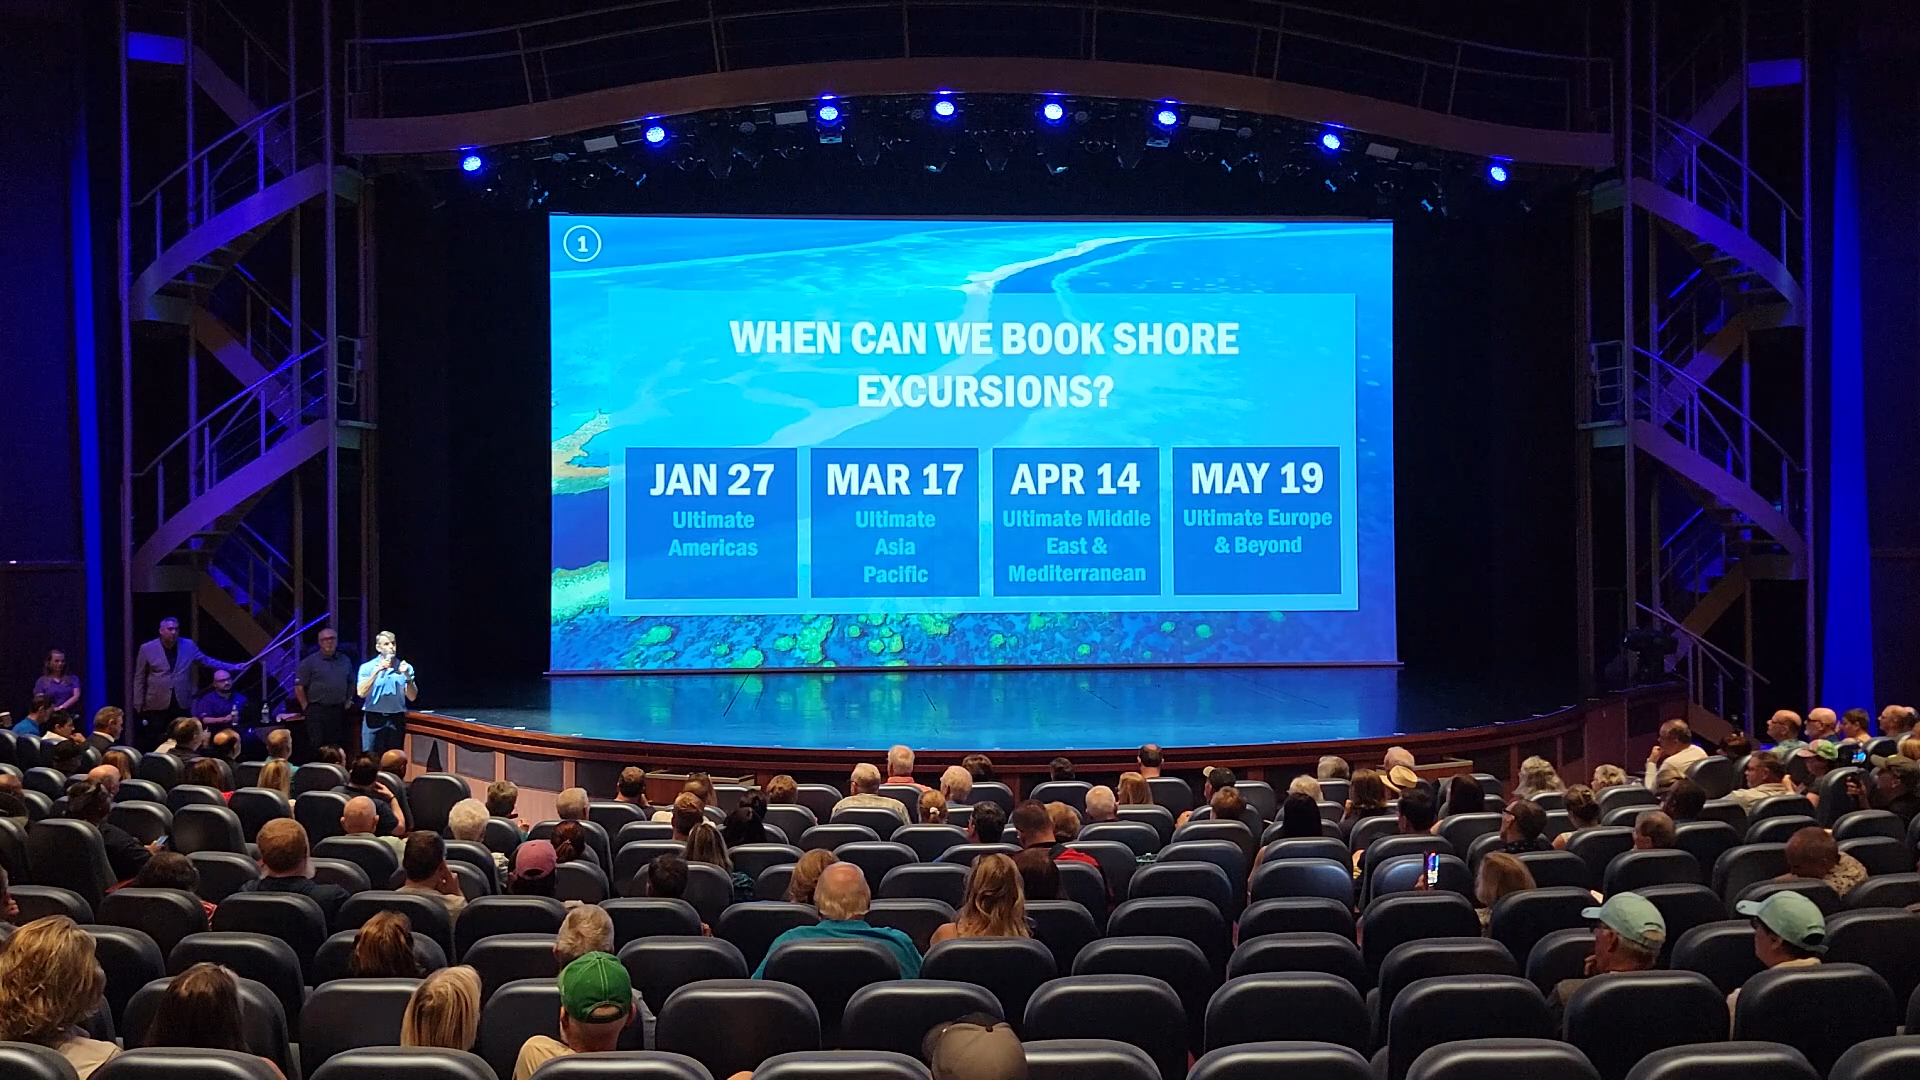 1
WHEN CAN WE BOOK SHORE
EXCURSIONS?
JAN 27
Ultimate
Americas
MAR 17
Ultimate
Asia
Pacific
APR 14
Ultimate Middle
East &
Mediterranean
MAY 19
Ultimate Europe
& Beyond